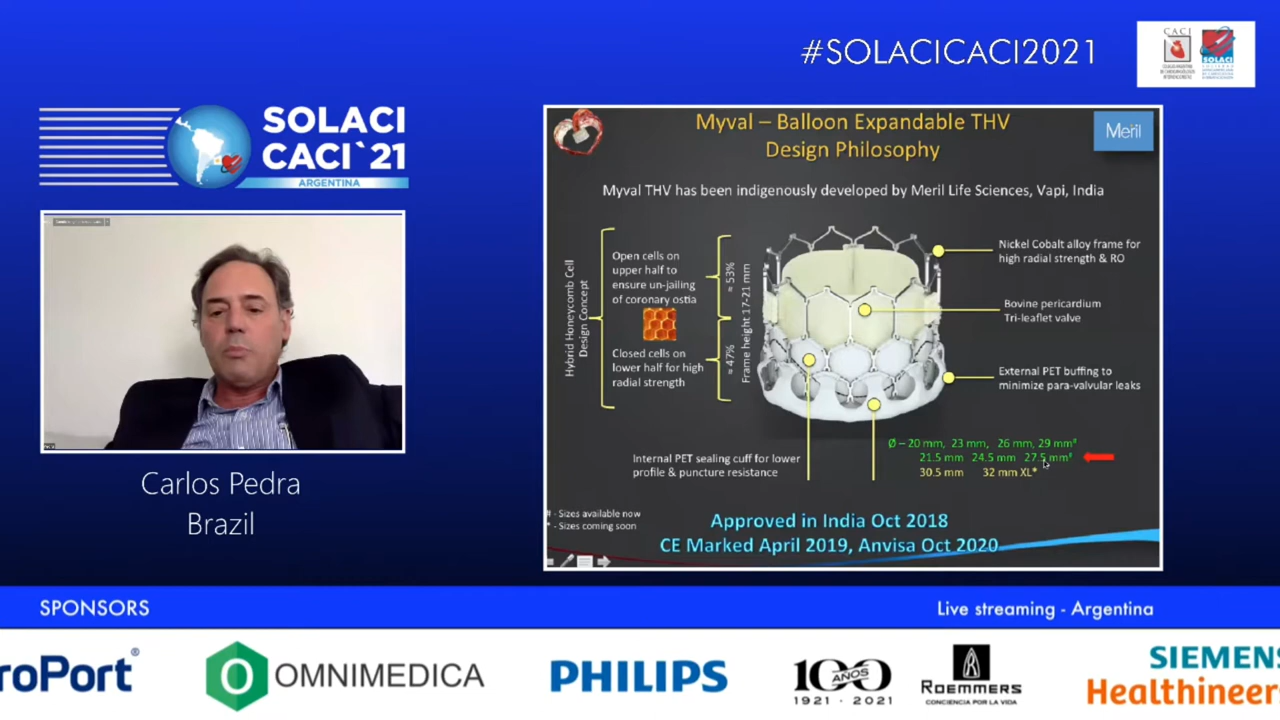 #SOLACICACI2021
CACI
SOLACI
SOLACI
CACI`21
ARGENTINA
Carlos Pedra
Brazil
Myval – Balloon Expandable THV
Design Philosophy
Meril
Myval THV has been indigenously developed by Meril Life Sciences, Vapi, India
Hybrid Honeycomb Cell
Design Concept
Open cells on
upper half to
ensure un-jailing
of coronary ostia
Closed cells on
lower half for high
radial strength
≈ 53%
≈ 47%
Frame height 17-21 mm
Nickel Cobalt alloy frame for
high radial strength & RO
Bovine pericardium
Tri-leaflet valve
External PET buffing to
minimize para-valvular leaks
Internal PET sealing cuff for lower
profile & puncture resistance
Ø – 20 mm, 23 mm, 26 mm, 29 mm#
21.5 mm 24.5 mm 27.5 mm#
30.5 mm 32 mm XL*
# - Sizes available now
* - Sizes coming soon
Approved in India Oct 2018
CE Marked April 2019, Anvisa Oct 2020
SPONSORS
Live streaming - Argentina
roPort®
OMNIMEDICA
PHILIPS
100
AÑOS
1921 - 2021
R
ROEMMERS
CONCIENCIA POR LA VIDA
SIEMENS
Healthineer